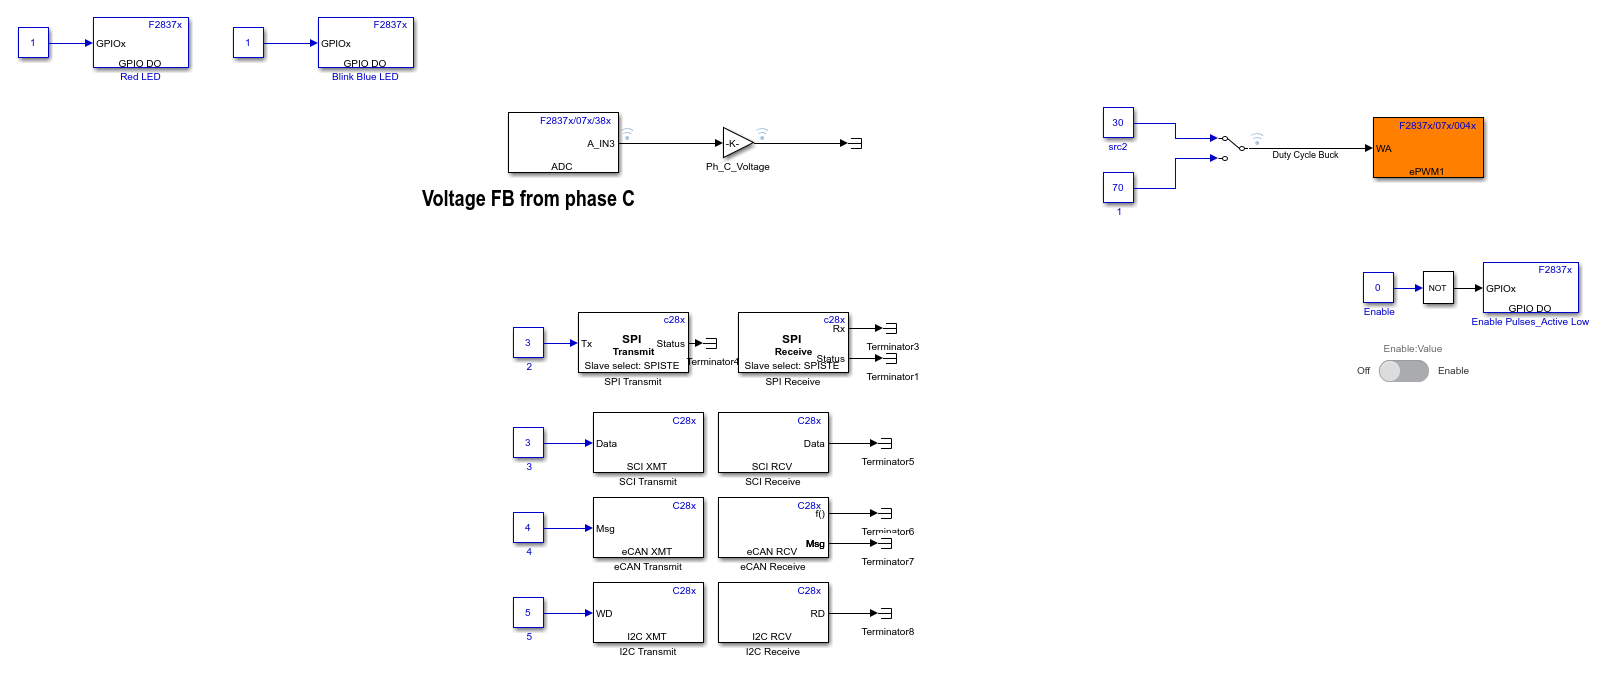 1
F2837x
GPIOx
GPIO DO
Red LED
1
F2837x
GPIOx
GPIO DO
Blink Blue LED
F2837x/07x/38x
A_IN3
ADC
-K-
Ph_C_Voltage
Voltage FB from phase C
30
src2
70
1
Duty Cycle Buck
F2837x/07x/004x
WA
ePWM1
0
Enable
NOT
F2837x
GPIOx
GPIO DO
Enable Pulses_Active Low
Enable:Value
Off
Enable
3
2
c28x
SPI
Transmit
Tx
Status
Slave select: SPISTE
SPI Transmit
Terminator4
c28x
SPI
Receive
Rx
Status
Slave select: SPISTE
SPI Receive
Terminator3
Terminator1
3
3
C28x
Data
SCI XMT
SCI Transmit
C28x
Data
SCI RCV
SCI Receive
Terminator5
4
4
C28x
Msg
eCAN XMT
eCAN Transmit
C28x
f()
Msg
eCAN RCV
eCAN Receive
Terminator6
Terminator7
5
5
C28x
WD
I2C XMT
I2C Transmit
C28x
RD
I2C RCV
I2C Receive
Terminator8